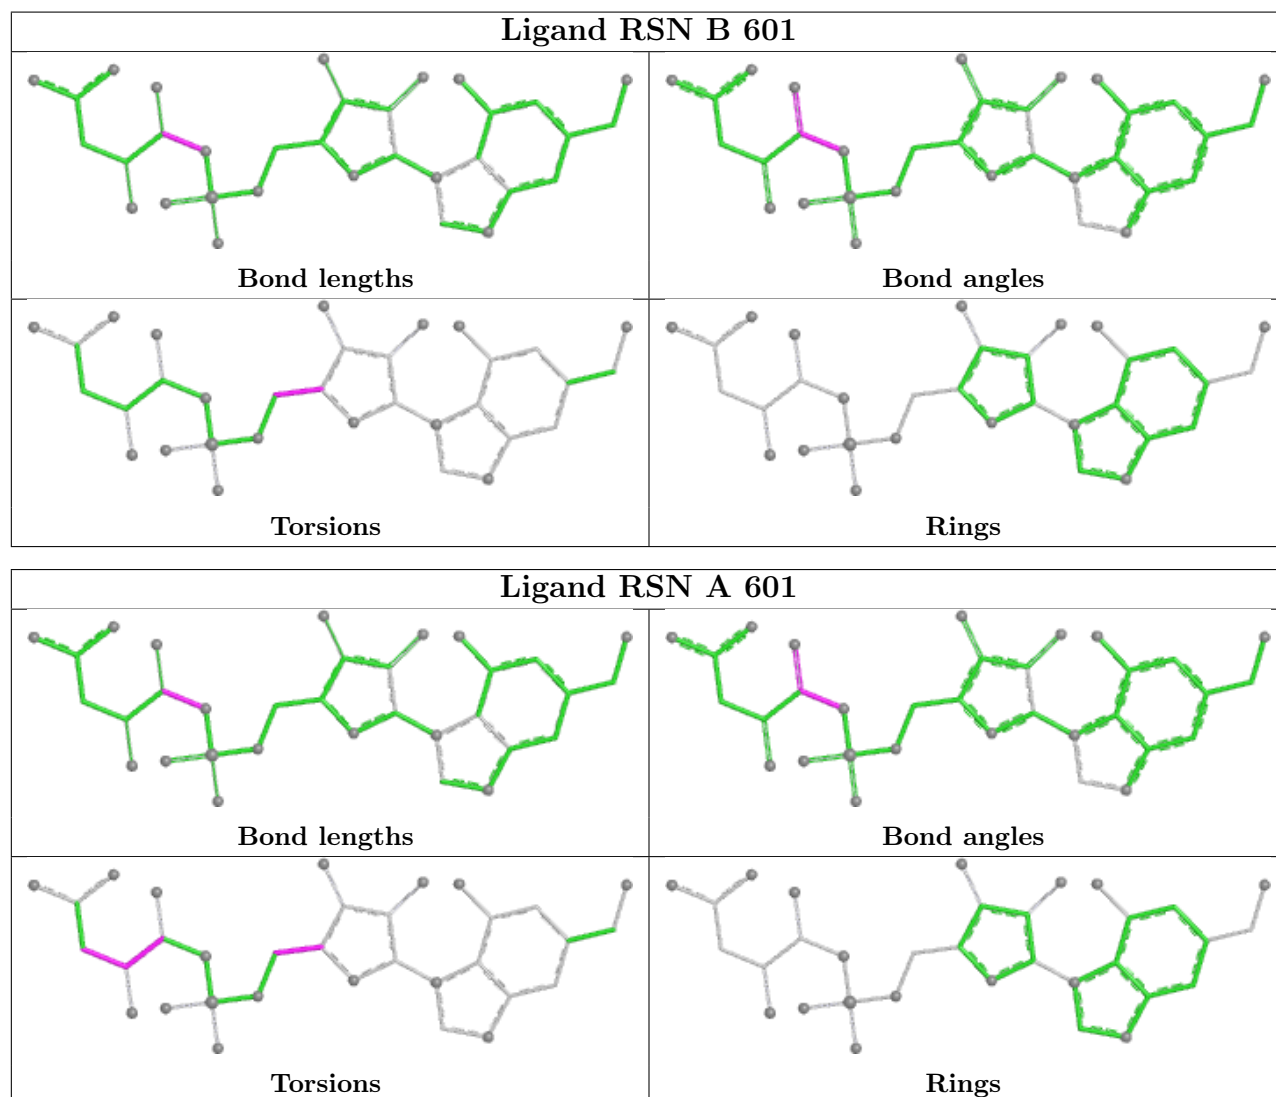 Ligand RSN B 601
Bond lengths
Bond angles
Torsions
Rings
Ligand RSN A 601
Bond lengths
Bond angles
Torsions
Rings